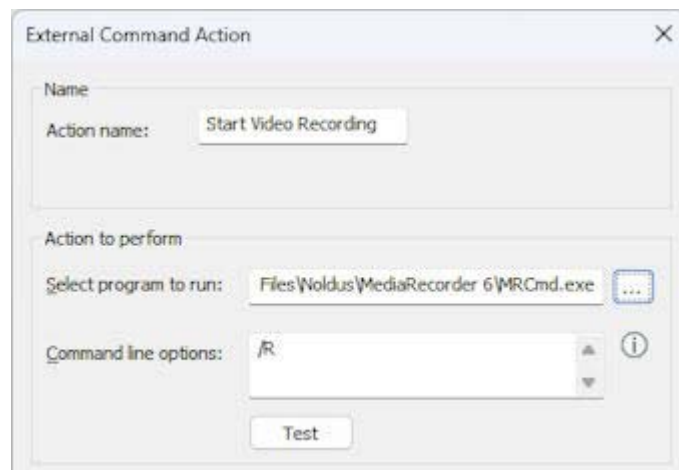 External Command Action
Name
Action name: Start Video Recording
Action to perform
Select program to run: Files\Noldus\MediaRecorder 6\MRCmd.exe ...
Command line options: /R
Test